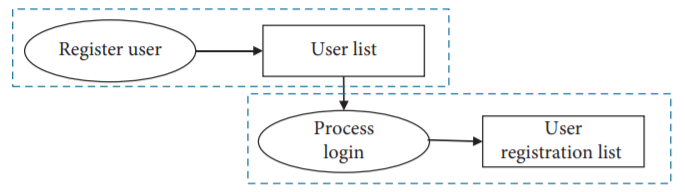 Register user
User list
Process
login
User
registration list